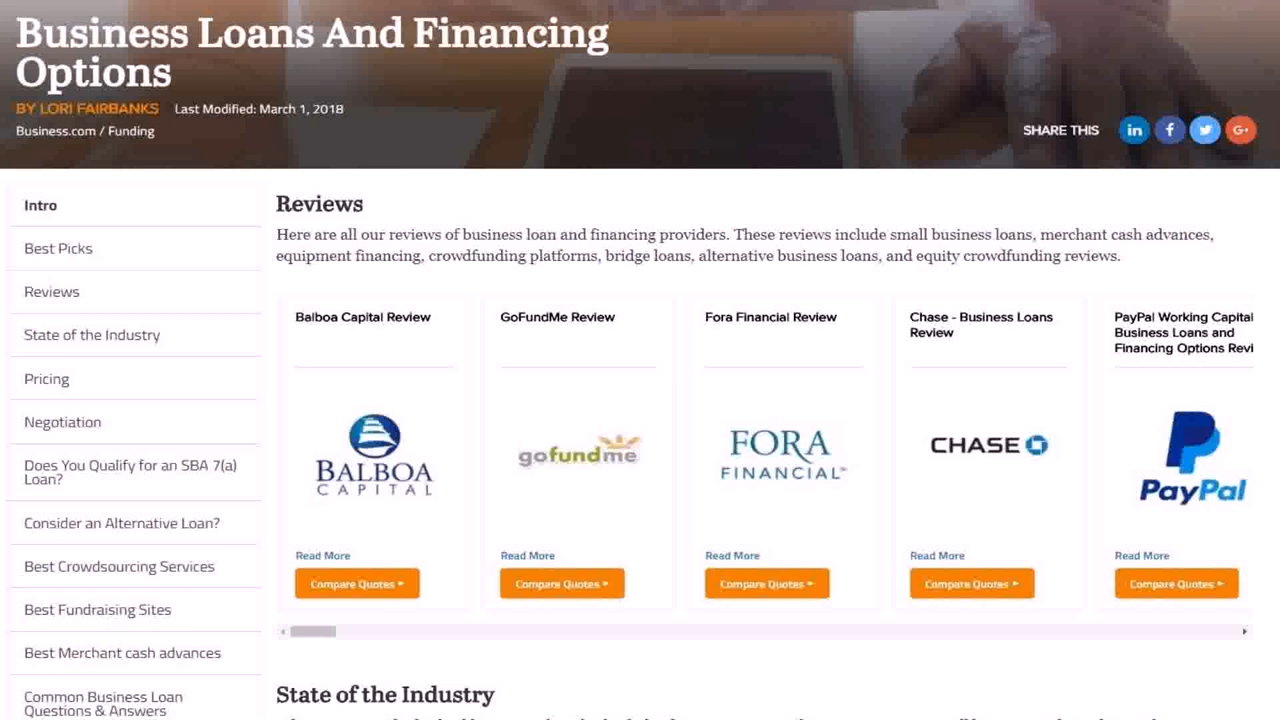 Business Loans And Financing
Options
BY LORI FAIRBANKS Last Modified: March 1, 2018
Business.com / Funding
SHARE THIS in f G+
Intro
Best Picks
Reviews
State of the Industry
Pricing
Negotiation
Does You Qualify for an SBA 7(a)
Loan?
Consider an Alternative Loan?
Best Crowdsourcing Services
Best Fundraising Sites
Best Merchant cash advances
Common Business Loan
Questions & Answers
Reviews
Here are all our reviews of business loan and financing providers. These reviews include small business loans, merchant cash advances,
equipment financing, crowdfunding platforms, bridge loans, alternative business loans, and equity crowdfunding reviews.
Balboa Capital Review
BALBOA
CAPITAL
Read More
Compare Quotes
GoFundMe Review
gofundme
Read More
Compare Quotes
Fora Financial Review
FORA
FINANCIAL
Read More
Compare Quotes
Chase - Business Loans
Review
CHASE
Read More
Compare Quotes
PayPal Working Capital
Business Loans and
Financing Options Revi
PayPal
Read More
Compare Quotes
State of the Industry